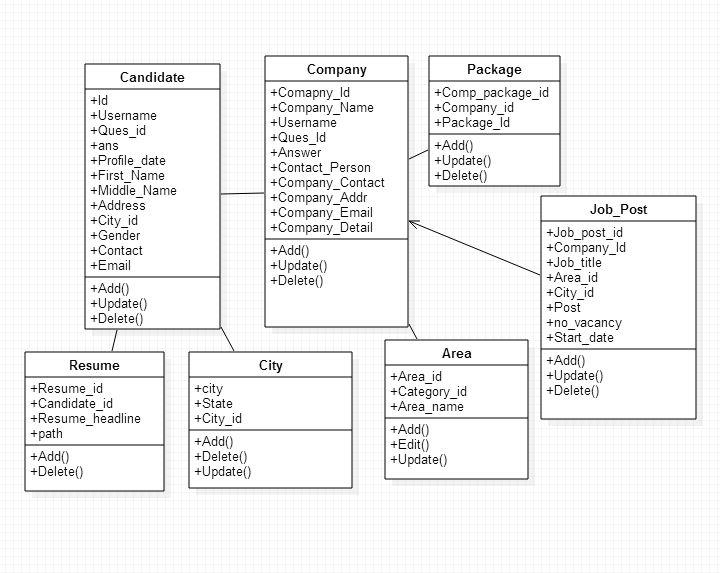 Candidate
+Id
+Username
+Ques_id
+ans
+Profile_date
+First_Name
+Middle_Name
+Address
+City_id
+Gender
+Contact
+Email
+Add()
+Update()
+Delete()
Company
+Comapny_Id
+Company_Name
+Username
+Ques_Id
+Answer
+Contact_Person
+Company_Contact
+Company_Addr
+Company_Email
+Company_Detail
+Add()
+Update()
+Delete()
Package
+Comp_package_id
+Company_id
+Package_Id
+Add()
+Update()
+Delete()
Job_Post
+Job_post_id
+Company_Id
+Job_title
+Area_id
+City_id
+Post
+no_vacancy
+Start_date
+Add()
+Update()
+Delete()
Resume
+Resume_id
+Candidate_id
+Resume_headline
+path
+Add()
+Delete()
City
+city
+State
+City_id
+Add()
+Delete()
+Update()
Area
+Area_id
+Category_id
+Area_name
+Add()
+Edit()
+Update()